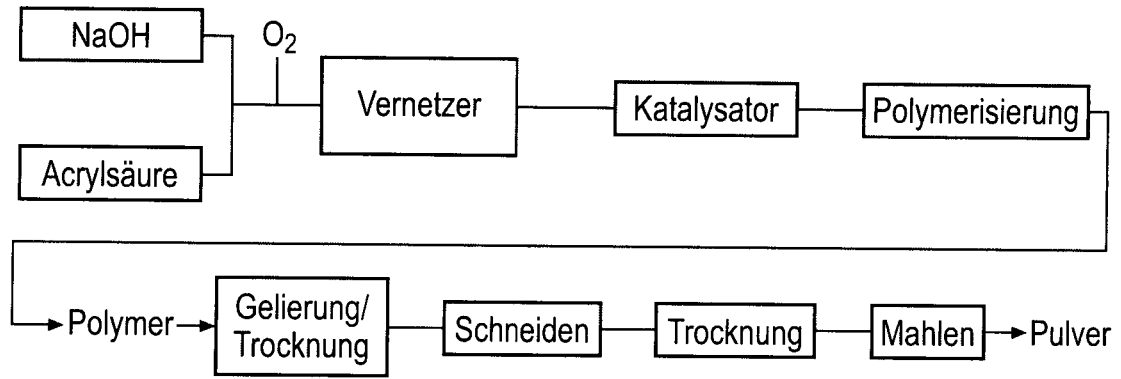 NaOH
O₂
Vernetzer
Katalysator
Polymerisierung
Acrylsäure
Polymer
Gelierung/
Trocknung
Schneiden
Trocknung
Mahlen
Pulver